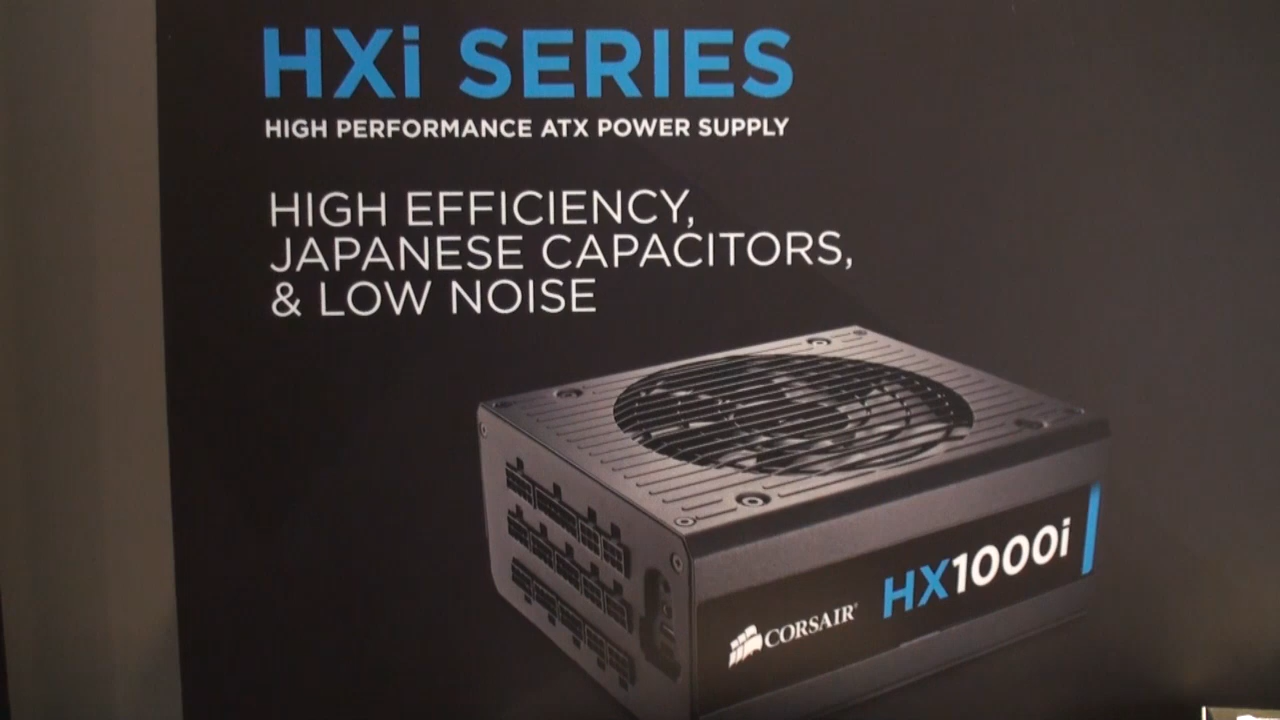 HXi SERIES
HIGH PERFORMANCE ATX POWER SUPPLY
HIGH EFFICIENCY,
JAPANESE CAPACITORS,
& LOW NOISE
HX1000i
CORSAIR